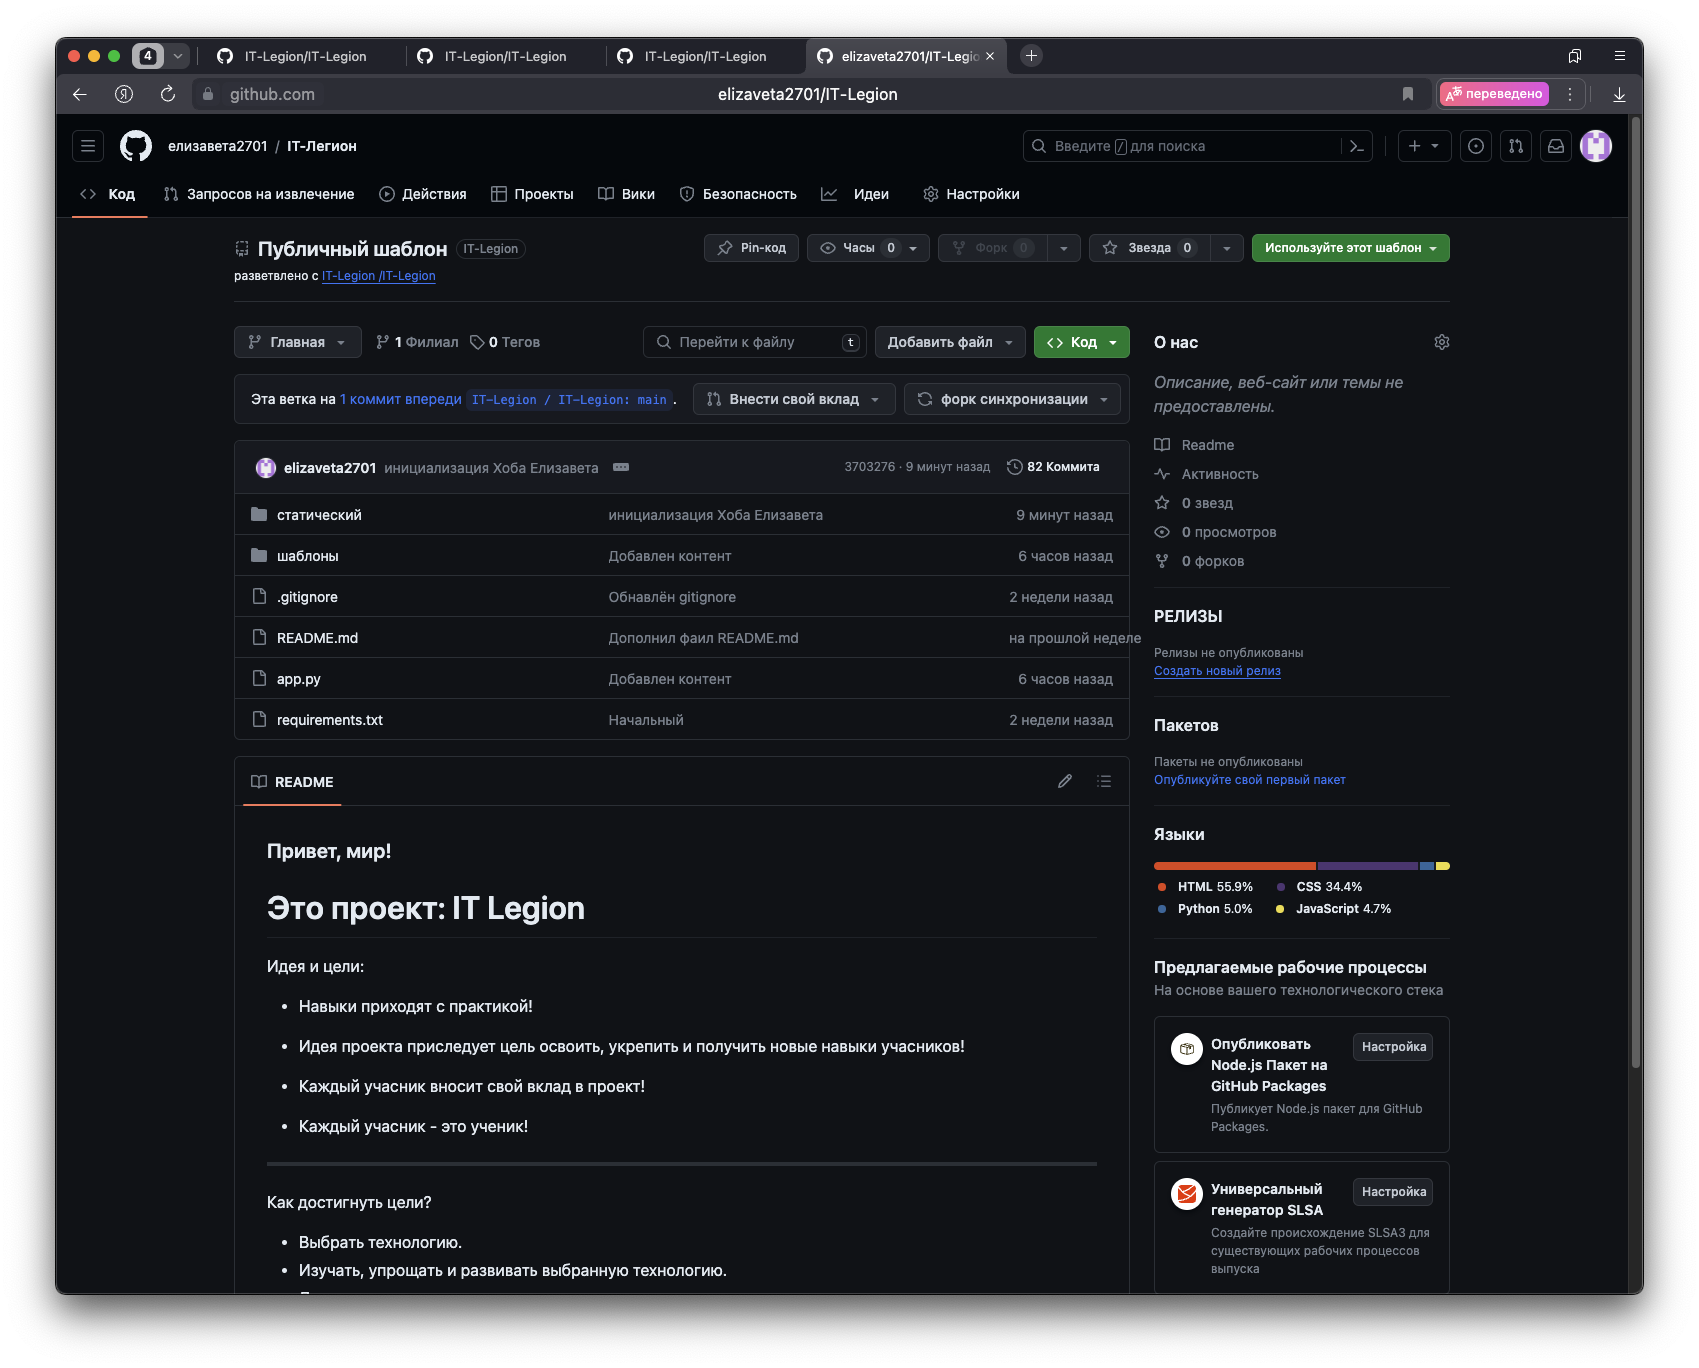 4
IT-Legion/IT-Legion
IT-Legion/IT-Legion
IT-Legion/IT-Legion
elizaveta2701/IT-Legio
github.com
elizaveta2701/IT-Legion
переведено
елизавета2701 / IT-Легион
Введите / для поиска
Код
Запросов на извлечение
Действия
Проекты
Вики
Безопасность
Идеи
Настройки
Публичный шаблон IT-Legion
Pin-код
Часы 0
Форк 0
Звезда 0
Используйте этот шаблон
разветвлено с IT-Legion /IT-Legion
Главная
1 Филиал
0 Тегов
Перейти к файлу t
Добавить файл
Код
Эта ветка на 1 коммит впереди IT-Legion / IT-Legion: main .
Внести свой вклад
форк синхронизации
elizaveta2701 инициализация Хоба Елизавета
3703276 · 9 минут назад
82 Коммита
статический инициализация Хоба Елизавета 9 минут назад
шаблоны Добавлен контент 6 часов назад
.gitignore Обнавлён gitignore 2 недели назад
README.md Дополнил фаил README.md на прошлой неделе
app.py Добавлен контент 6 часов назад
requirements.txt Начальный 2 недели назад
README
Привет, мир!
Это проект: IT Legion
Идея и цели:
• Навыки приходят с практикой!
• Идея проекта приследует цель освоить, укрепить и получить новые навыки учасников!
• Каждый учасник вносит свой вклад в проект!
• Каждый учасник - это ученик!
Как достигнуть цели?
• Выбрать технологию.
• Изучать, упрощать и развивать выбранную технологию.
О нас
Описание, веб-сайт или темы не
предоставлены.
Readme
Активность
0 звезд
0 просмотров
0 форков
РЕЛИЗЫ
Релизы не опубликованы
Создать новый релиз
Пакетов
Пакеты не опубликованы
Опубликуйте свой первый пакет
Языки
HTML 55.9%
CSS 34.4%
Python 5.0%
JavaScript 4.7%
Предлагаемые рабочие процессы
На основе вашего технологического стека
Опубликовать
Node.js Пакет на
GitHub Packages
Настройка
Публикует Node.js пакет для GitHub
Packages.
Универсальный
генератор SLSA
Настройка
Создайте происхождение SLSA3 для
существующих рабочих процессов
выпуска